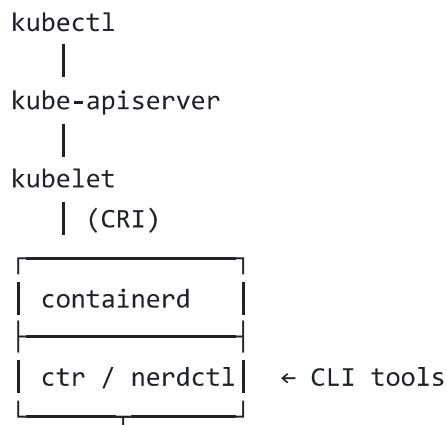 kubectl
kube-apiserver
kubelet
(CRI)
containerd
ctr / nerdctl ← CLI tools